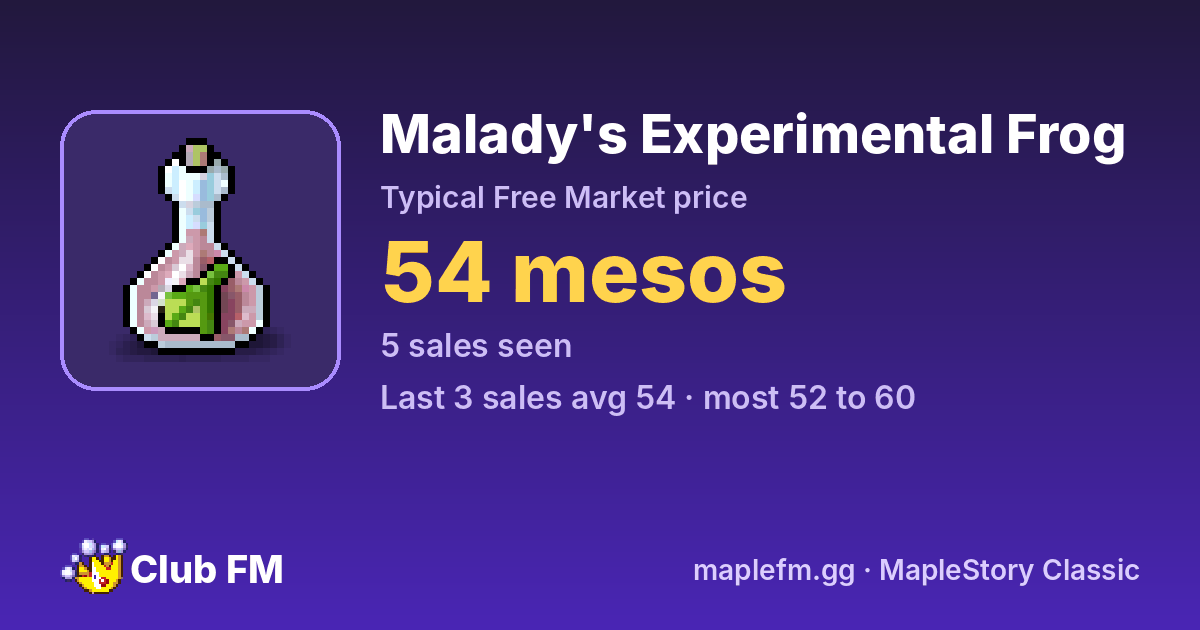 Malady's Experimental Frog
Typical Free Market price
54 mesos
5 sales seen
Last 3 sales avg 54 · most 52 to 60
Club FM
maplefm.gg · MapleStory Classic